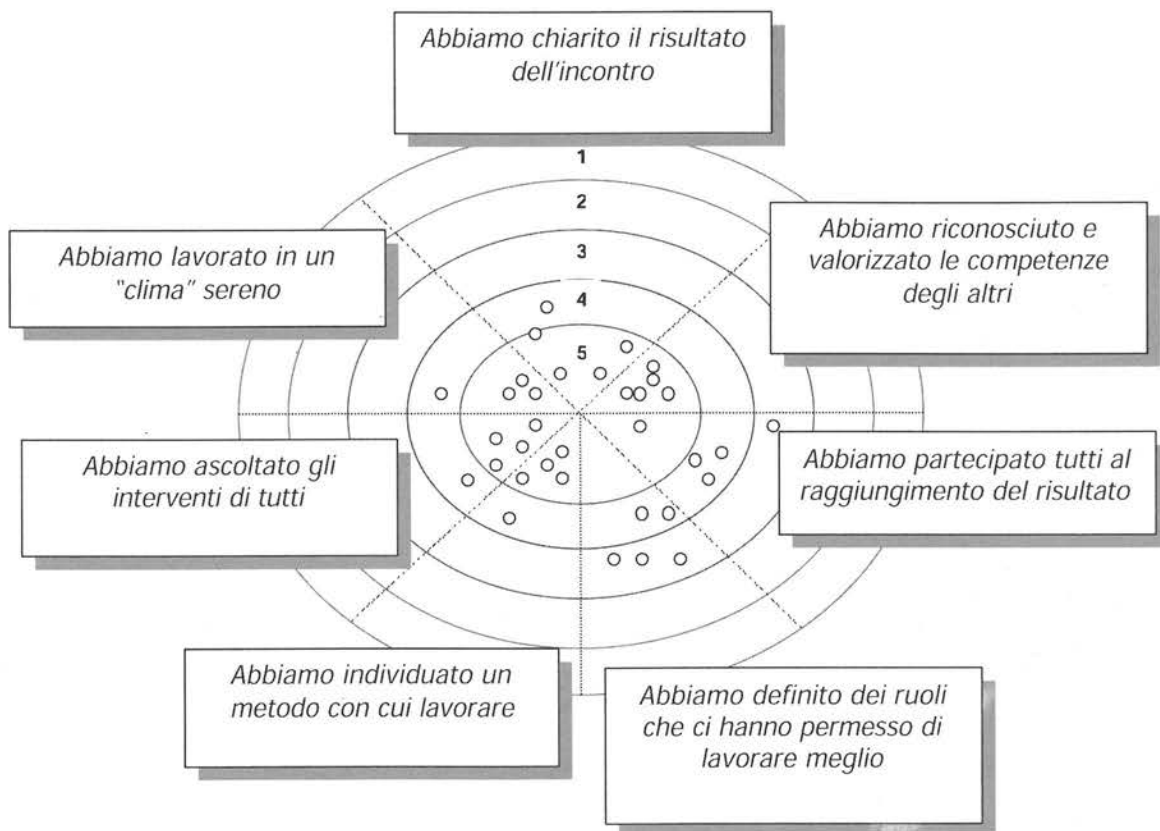 Abbiamo chiarito il risultato
dell'incontro
1
2
3
4
5
Abbiamo lavorato in un
"clima" sereno
Abbiamo riconosciuto e
valorizzato le competenze
degli altri
Abbiamo ascoltato gli
interventi di tutti
Abbiamo partecipato tutti al
raggiungimento del risultato
Abbiamo individuato un
metodo con cui lavorare
Abbiamo definito dei ruoli
che ci hanno permesso di
lavorare meglio